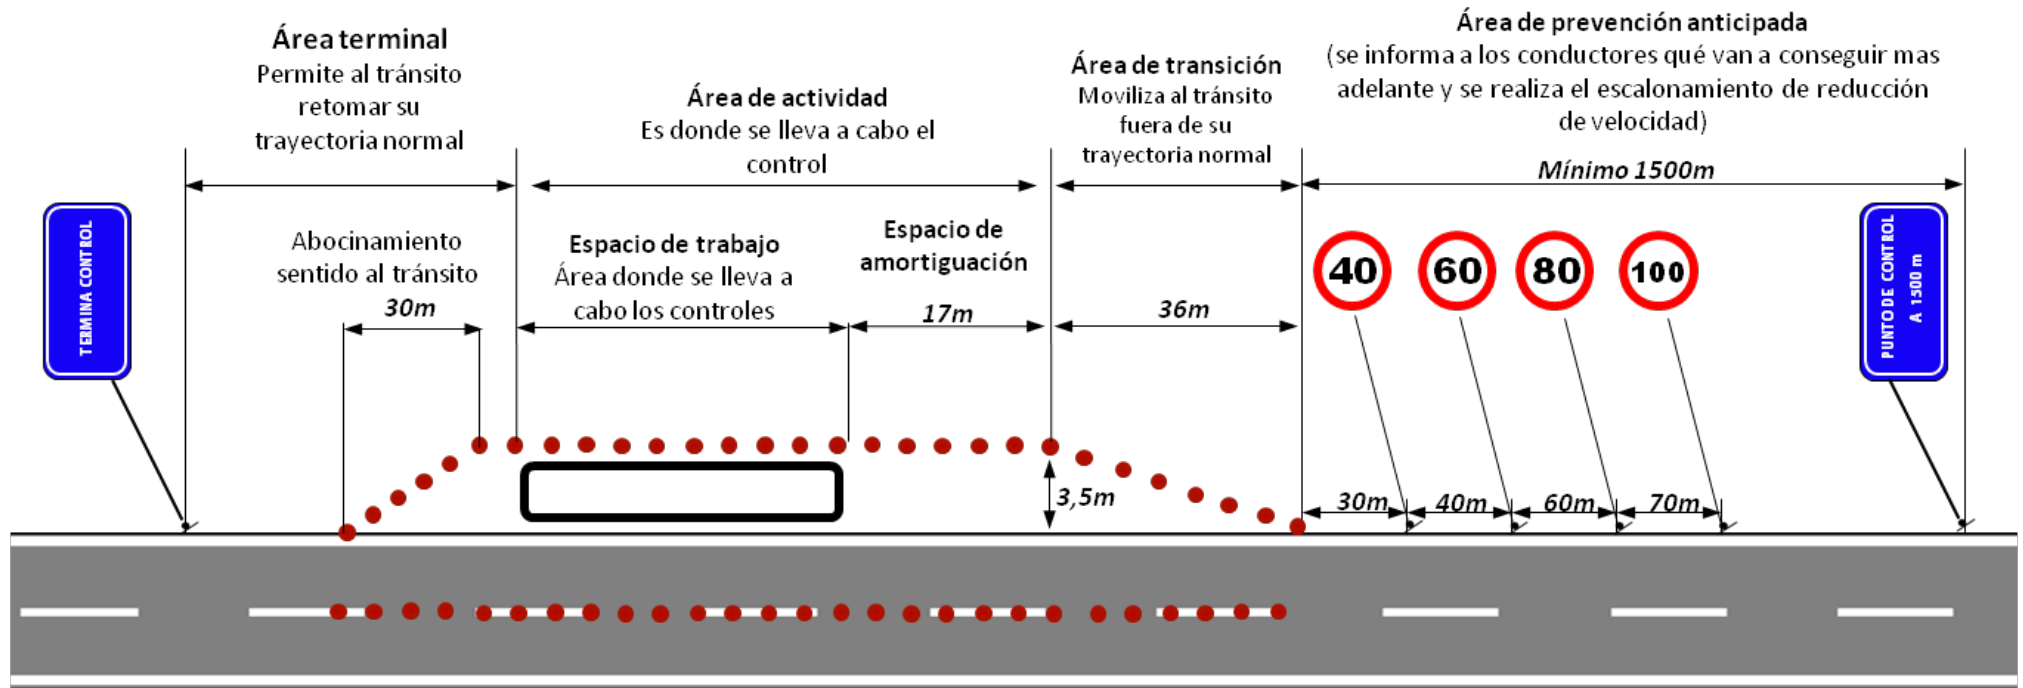 Área terminal
Permite al tránsito
retomar su
trayectoria normal
Área de actividad
Es donde se lleva a cabo el
control
Área de transición
Moviliza al tránsito
fuera de su
trayectoria normal
Área de prevención anticipada
(se informa a los conductores qué van a conseguir mas
adelante y se realiza el escalonamiento de reducción
de velocidad)
Mínimo 1500m
TERMINA CONTROL
Abocinamiento
sentido al tránsito
30m
Espacio de trabajo
Área donde se lleva a
cabo los controles
Espacio de
amortiguación
17m
36m
40
60
80
100
PUNTO DE CONTROL
A 1500 m
3,5m
30m
40m
60m
70m